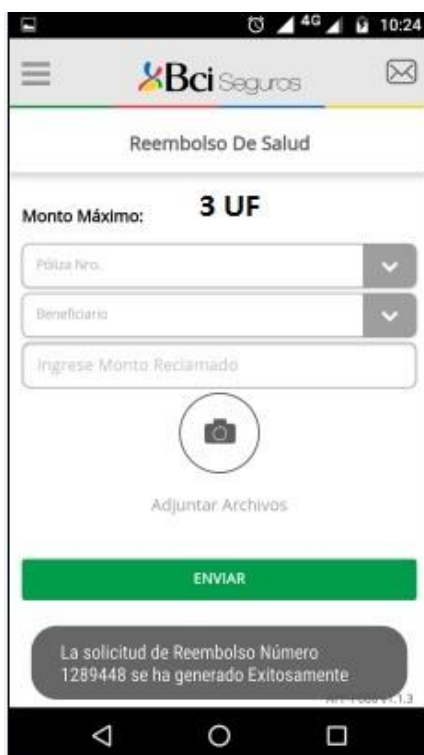 4G 10:24
Bci Seguros
Reembolso De Salud
Monto Máximo: 3 UF
Póliza Nro.
Beneficiario
Ingrese Monto Reclamado
Adjuntar Archivos
ENVIAR
La solicitud de Reembolso Número
1289448 se ha generado Exitosamente